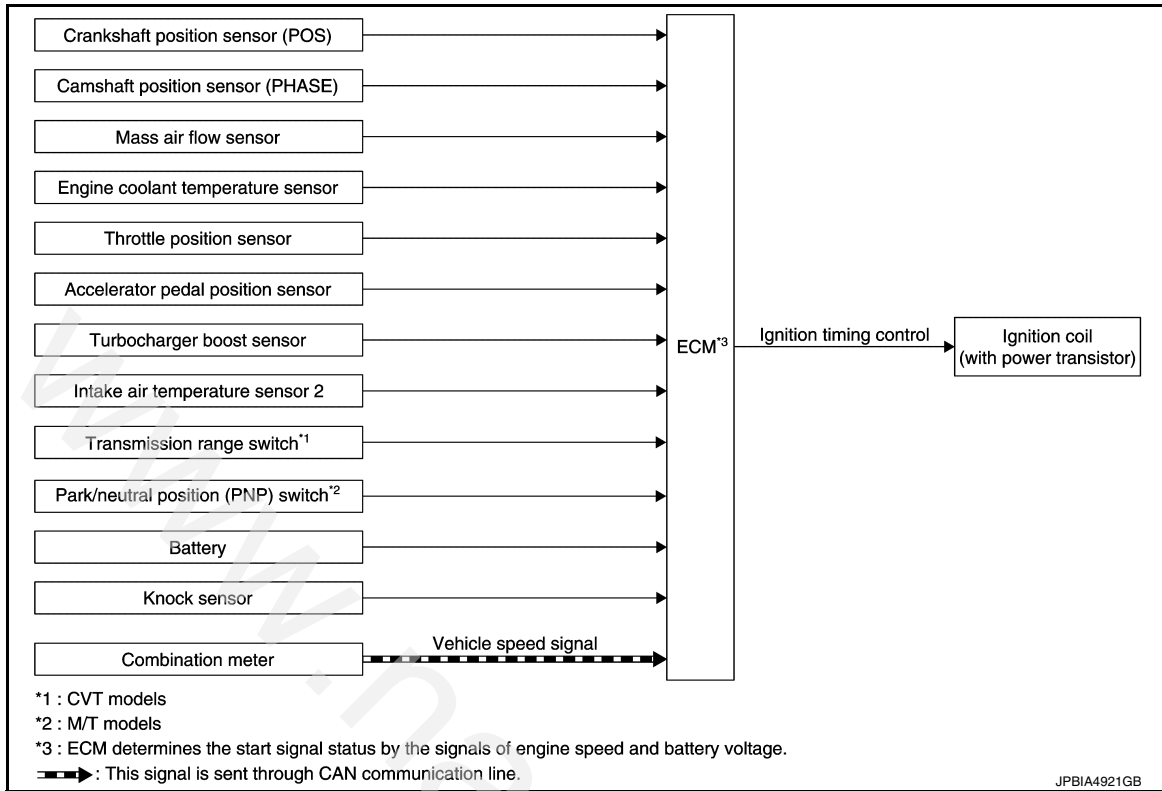 Crankshaft position sensor (POS)
Camshaft position sensor (PHASE)
Mass air flow sensor
Engine coolant temperature sensor
Throttle position sensor
Accelerator pedal position sensor
Turbocharger boost sensor
Intake air temperature sensor 2
Transmission range switch*1
Park/neutral position (PNP) switch*2
Battery
Knock sensor
Combination meter
Vehicle speed signal
ECM*3
Ignition timing control
Ignition coil
(with power transistor)
*1 : CVT models
*2 : M/T models
*3 : ECM determines the start signal status by the signals of engine speed and battery voltage.
: This signal is sent through CAN communication line.
JPBIA4921GB
www.na